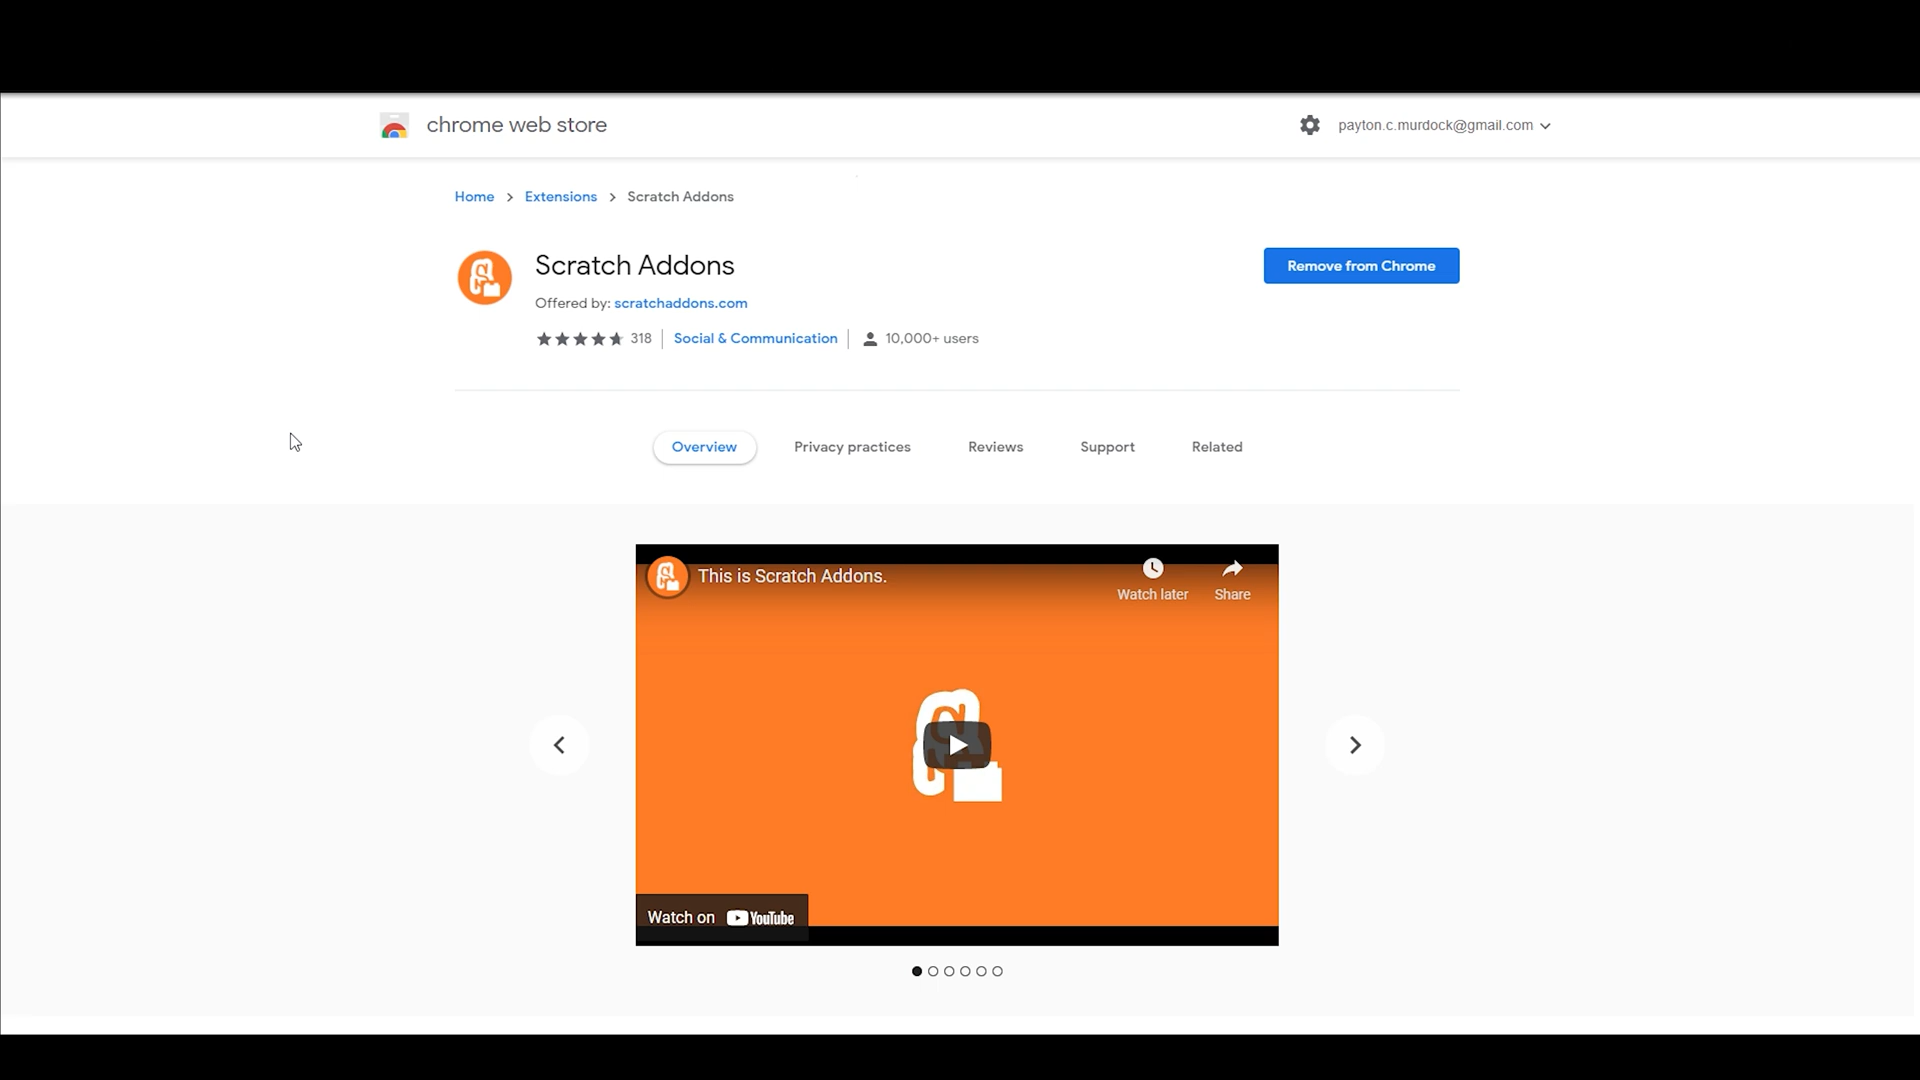 chrome web store
payton.c.murdock@gmail.com
Home > Extensions > Scratch Addons
Scratch Addons
Remove from Chrome
Offered by: scratchaddons.com
318 Social & Communication 10,000+ users
Overview Privacy practices Reviews Support Related
This is Scratch Addons.
Watch later Share
Watch on YouTube